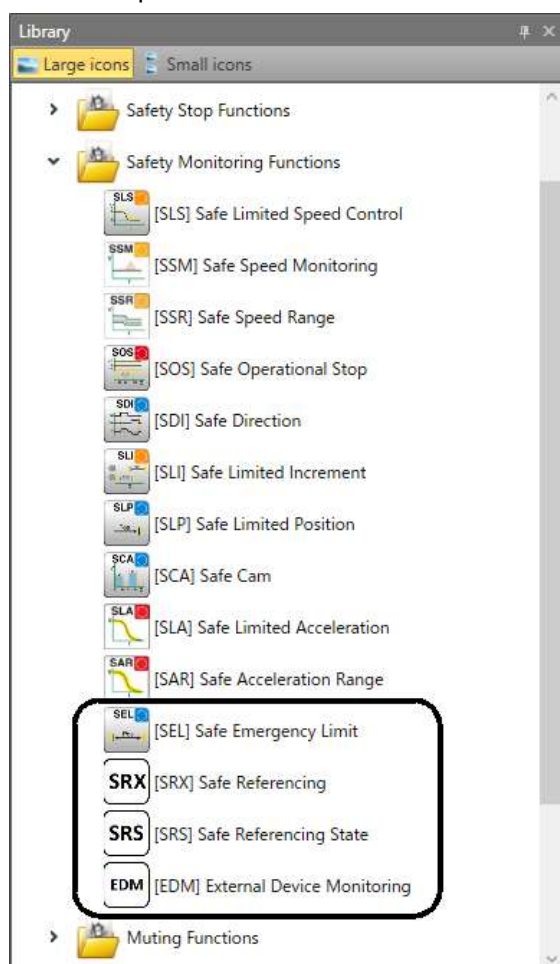 Library
Large icons Small icons
Safety Stop Functions
Safety Monitoring Functions
SLS [SLS] Safe Limited Speed Control
SSM [SSM] Safe Speed Monitoring
SSR [SSR] Safe Speed Range
SOS [SOS] Safe Operational Stop
SDI [SDI] Safe Direction
SLI [SLI] Safe Limited Increment
SLP [SLP] Safe Limited Position
SCA [SCA] Safe Cam
SLA [SLA] Safe Limited Acceleration
SAR [SAR] Safe Acceleration Range
SEL [SEL] Safe Emergency Limit
SRX [SRX] Safe Referencing
SRS [SRS] Safe Referencing State
EDM [EDM] External Device Monitoring
Muting Functions